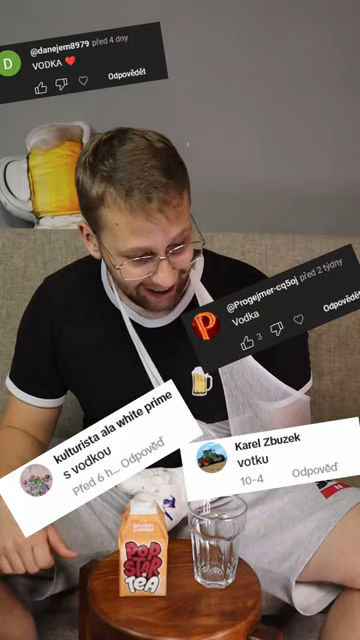 @danejem8979 před 4 dny
VODKA ❤️
Odpovědět
D
@Progejmer-cq5oj před 2 týdny
Vodka
3
Odpovědět
P
kulturista ala white prime
s vodkou
Před 6 h... Odpověď
Karel Zbuzek
votku
10-4 Odpověď
POP
STAR
TEA